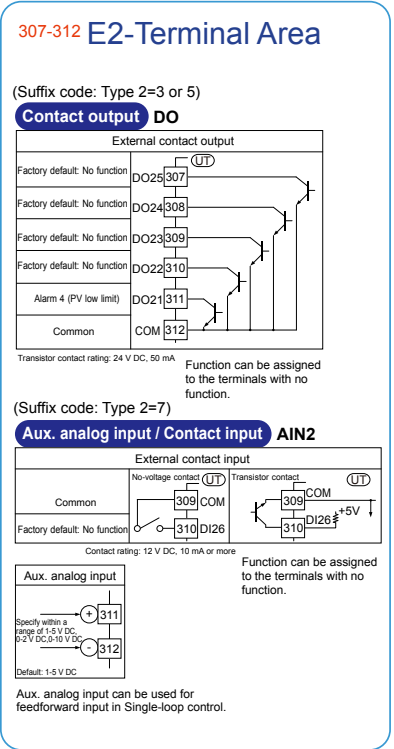 307-312 E2-Terminal Area
(Suffix code: Type 2=3 or 5)
Contact output DO
External contact output
UT
Factory default: No function DO25 307
Factory default: No function DO24 308
Factory default: No function DO23 309
Factory default: No function DO22 310
Alarm 4 (PV low limit) DO21 311
Common COM 312
Transistor contact rating: 24 V DC, 50 mA
Function can be assigned
to the terminals with no
function.
(Suffix code: Type 2=7)
Aux. analog input / Contact input AIN2
External contact input
No-voltage contact UT Transistor contact UT
Common 309 COM 309 COM
+5V
Factory default: No function 310 DI26 310 DI26
Contact rating: 12 V DC, 10 mA or more
Function can be assigned
to the terminals with no
function.
Aux. analog input
+ 311
Specify within a
range of 1-5 V DC,
0-2 V DC,0-10 V DC
- 312
Default: 1-5 V DC
Aux. analog input can be used for
feedforward input in Single-loop control.